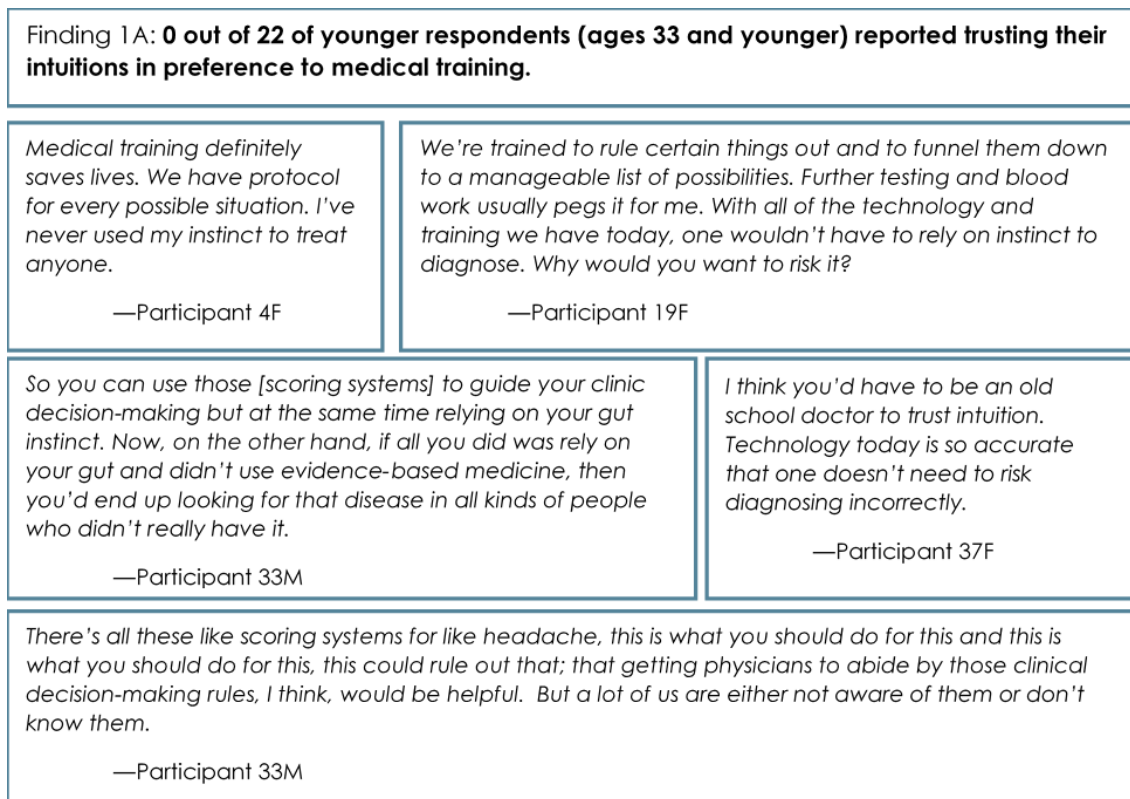 Finding 1A: 0 out of 22 of younger respondents (ages 33 and younger) reported trusting their
intuitions in preference to medical training.
Medical training definitely
saves lives. We have protocol
for every possible situation. I’ve
never used my instinct to treat
anyone.
—Participant 4F
We’re trained to rule certain things out and to funnel them down
to a manageable list of possibilities. Further testing and blood
work usually pegs it for me. With all of the technology and
training we have today, one wouldn’t have to rely on instinct to
diagnose. Why would you want to risk it?
—Participant 19F
So you can use those [scoring systems] to guide your clinic
decision-making but at the same time relying on your gut
instinct. Now, on the other hand, if all you did was rely on
your gut and didn’t use evidence-based medicine, then
you’d end up looking for that disease in all kinds of people
who didn’t really have it.
—Participant 33M
I think you’d have to be an old
school doctor to trust intuition.
Technology today is so accurate
that one doesn’t need to risk
diagnosing incorrectly.
—Participant 37F
There’s all these like scoring systems for like headache, this is what you should do for this and this is
what you should do for this, this could rule out that; that getting physicians to abide by those clinical
decision-making rules, I think, would be helpful.  But a lot of us are either not aware of them or don’t
know them.
—Participant 33M